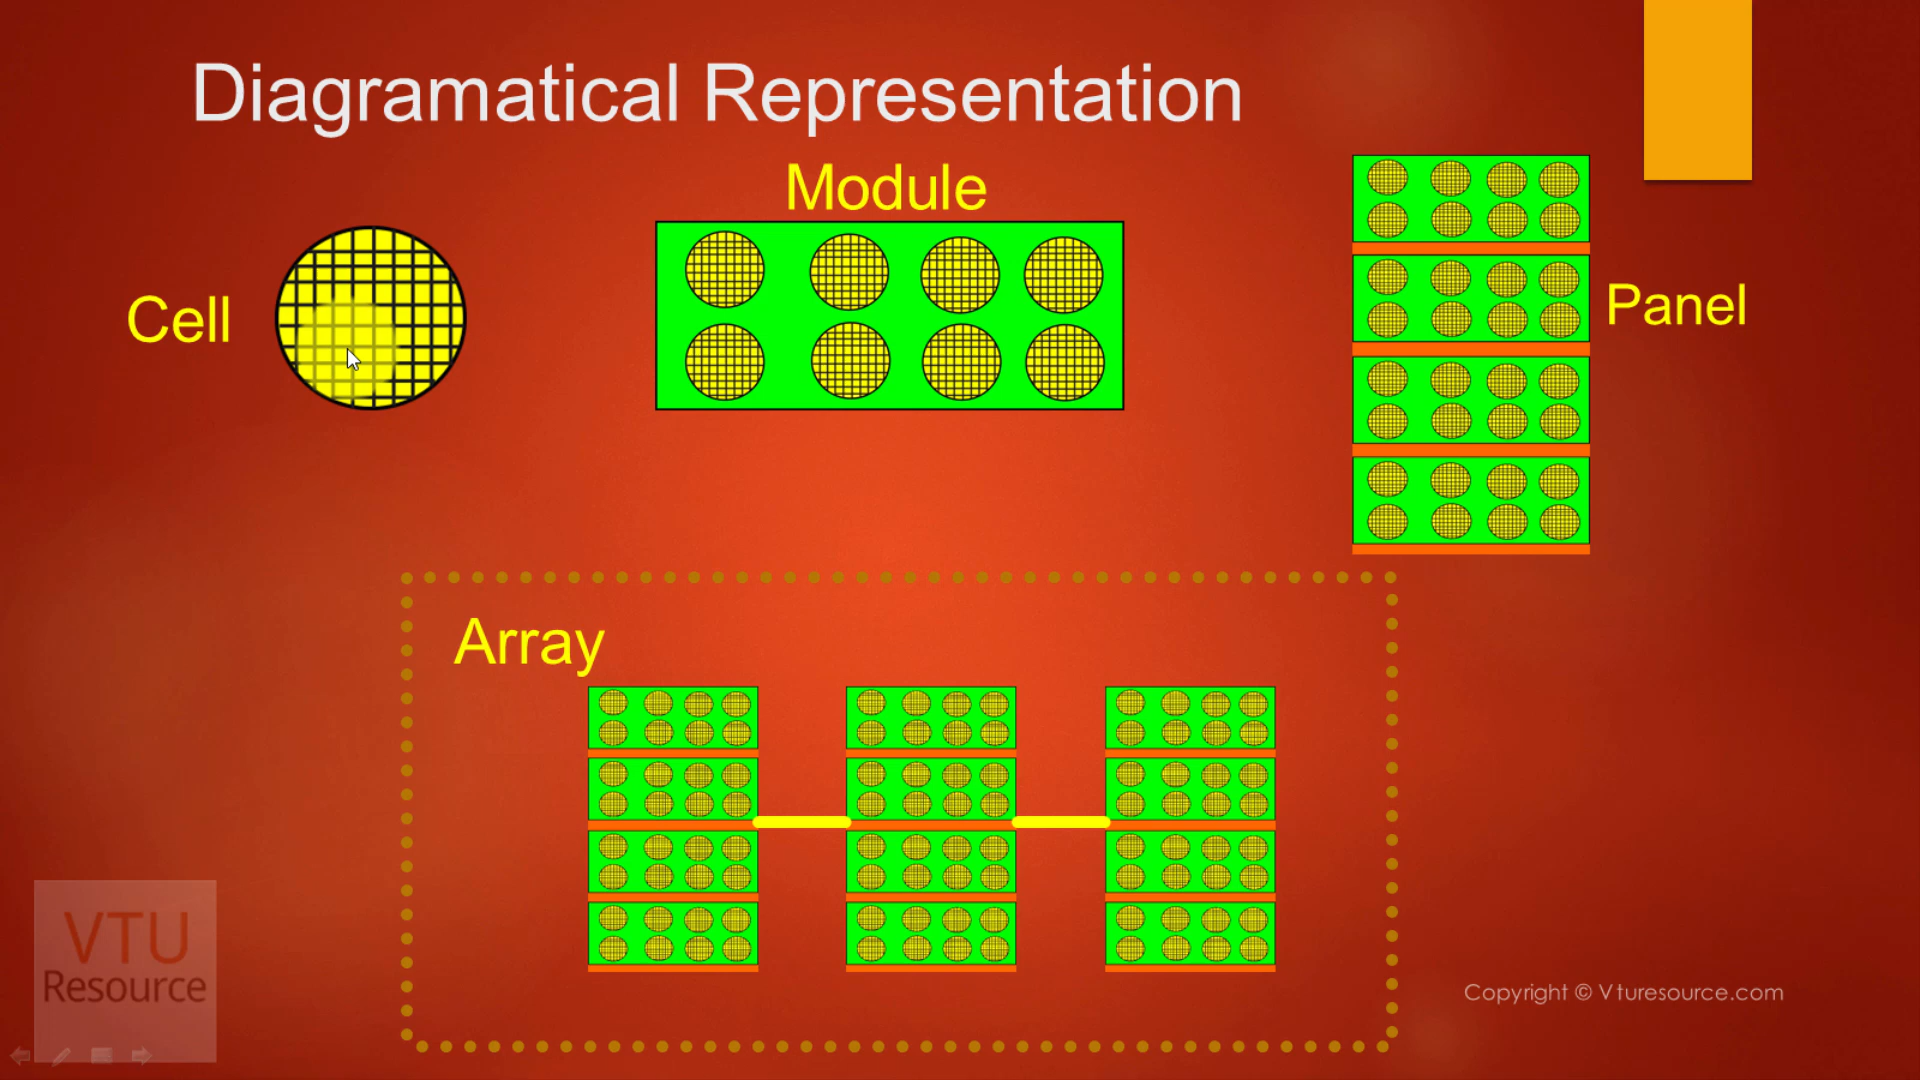 Diagramatical Representation
Module
Cell
Panel
Array
VTU
Resource
Copyright © Vturesource.com